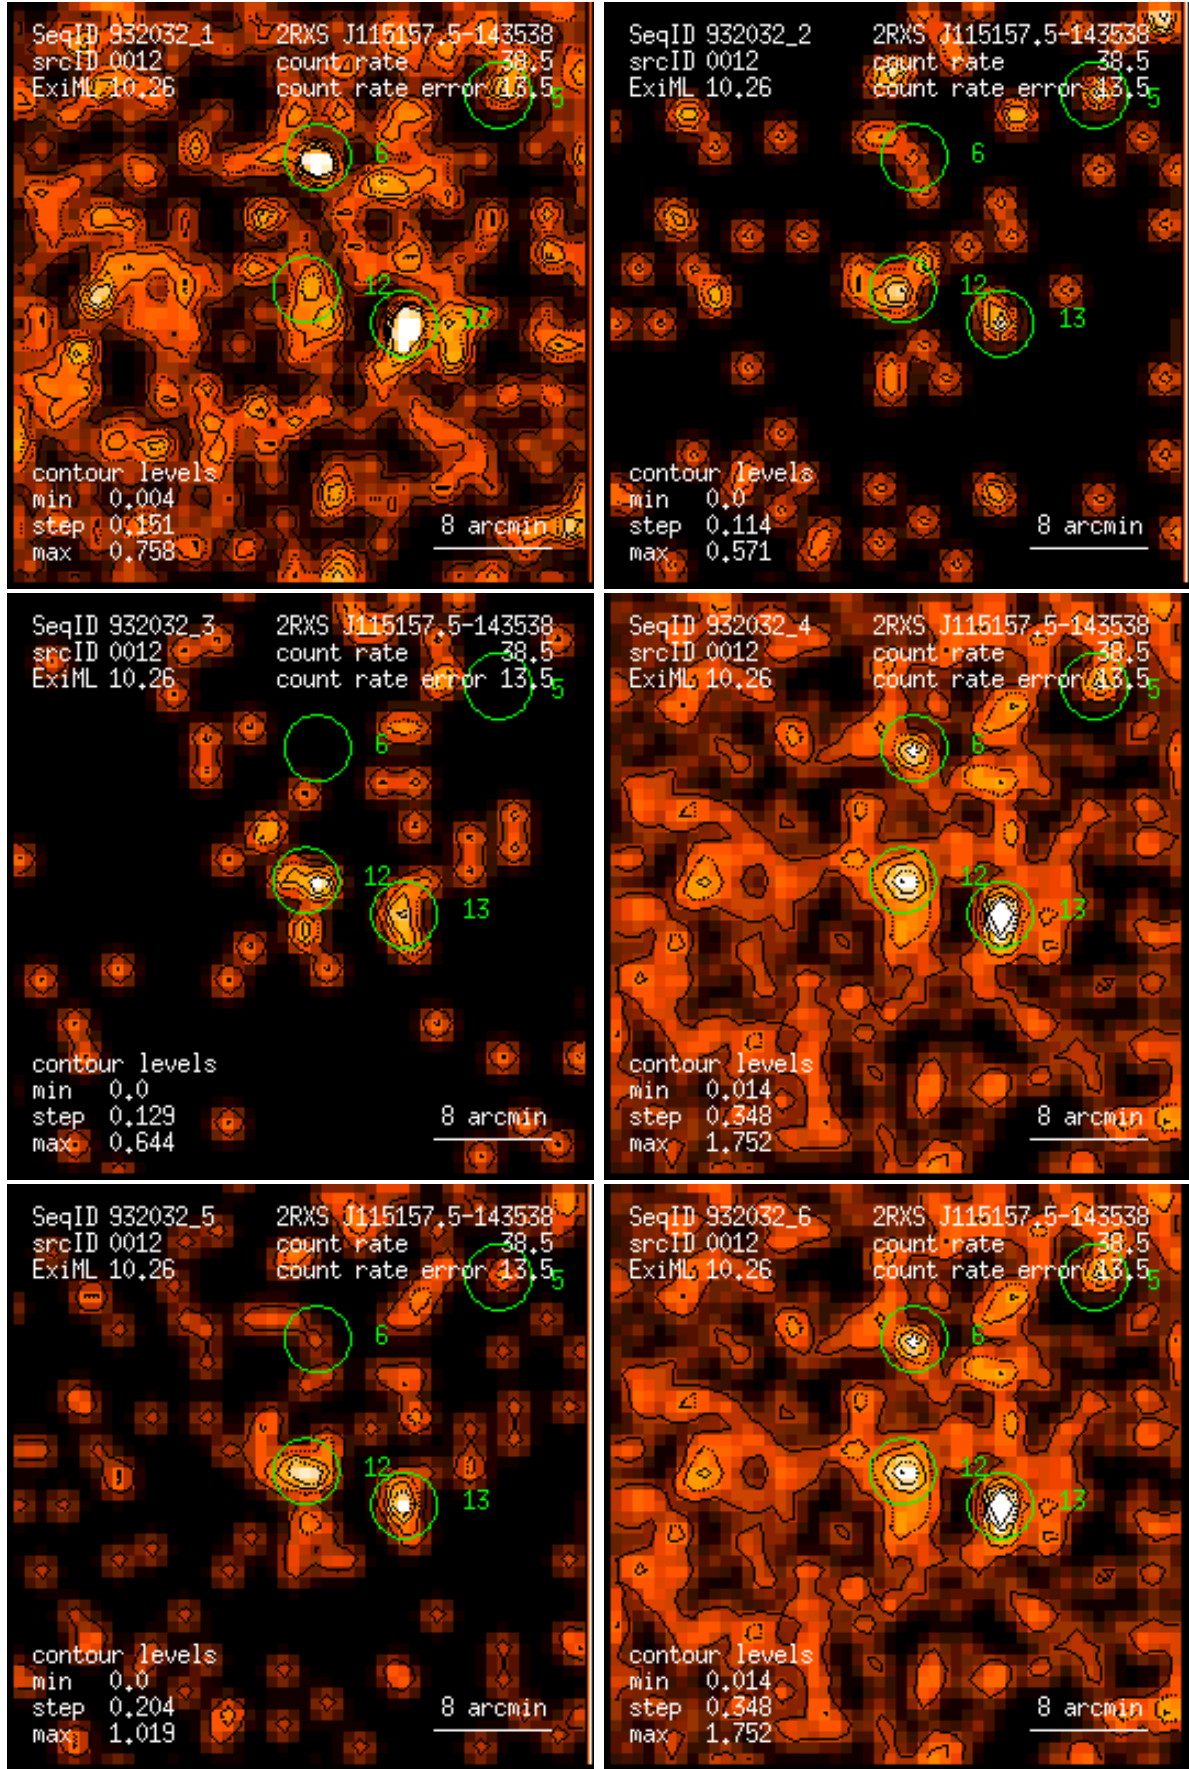 SeqID 932032_1 2RXS J115157.5-143538
srcID 0012 count rate 38.5
ExiML 10.26 count rate error 13.5
5
6
12
13
contour levels
min 0.004
step 0.151
max 0.758
8 arcmin
SeqID 932032_2 2RXS J115157.5-143538
srcID 0012 count rate 38.5
ExiML 10.26 count rate error 13.5
5
6
12
13
contour levels
min 0.0
step 0.114
max 0.571
8 arcmin
SeqID 932032_3 2RXS J115157.5-143538
srcID 0012 count rate 38.5
ExiML 10.26 count rate error 13.5
5
6
12
13
contour levels
min 0.0
step 0.129
max 0.644
8 arcmin
SeqID 932032_4 2RXS J115157.5-143538
srcID 0012 count rate 38.5
ExiML 10.26 count rate error 13.5
5
6
12
13
contour levels
min 0.014
step 0.348
max 1.752
8 arcmin
SeqID 932032_5 2RXS J115157.5-143538
srcID 0012 count rate 38.5
ExiML 10.26 count rate error 13.5
5
6
12
13
contour levels
min 0.0
step 0.204
max 1.019
8 arcmin
SeqID 932032_6 2RXS J115157.5-143538
srcID 0012 count rate 38.5
ExiML 10.26 count rate error 13.5
5
6
12
13
contour levels
min 0.014
step 0.348
max 1.752
8 arcmin